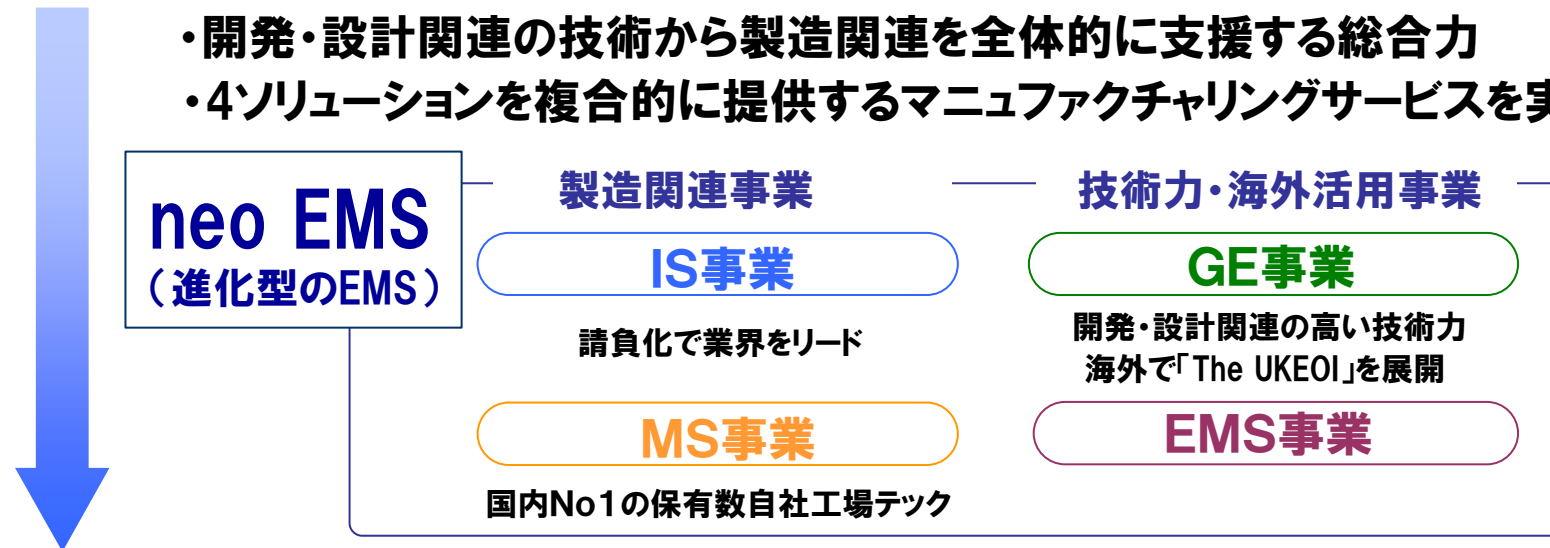 ・開発・設計関連の技術から製造関連を全体的に支援する総合力
・4ソリューションを複合的に提供するマニュファクチャリングサービスを実
neo EMS
（進化型のEMS）
製造関連事業
IS事業
請負化で業界をリード
MS事業
国内No1の保有数自社工場テック
技術力・海外活用事業
GE事業
開発・設計関連の高い技術力
海外で「The UKEOI」を展開
EMS事業